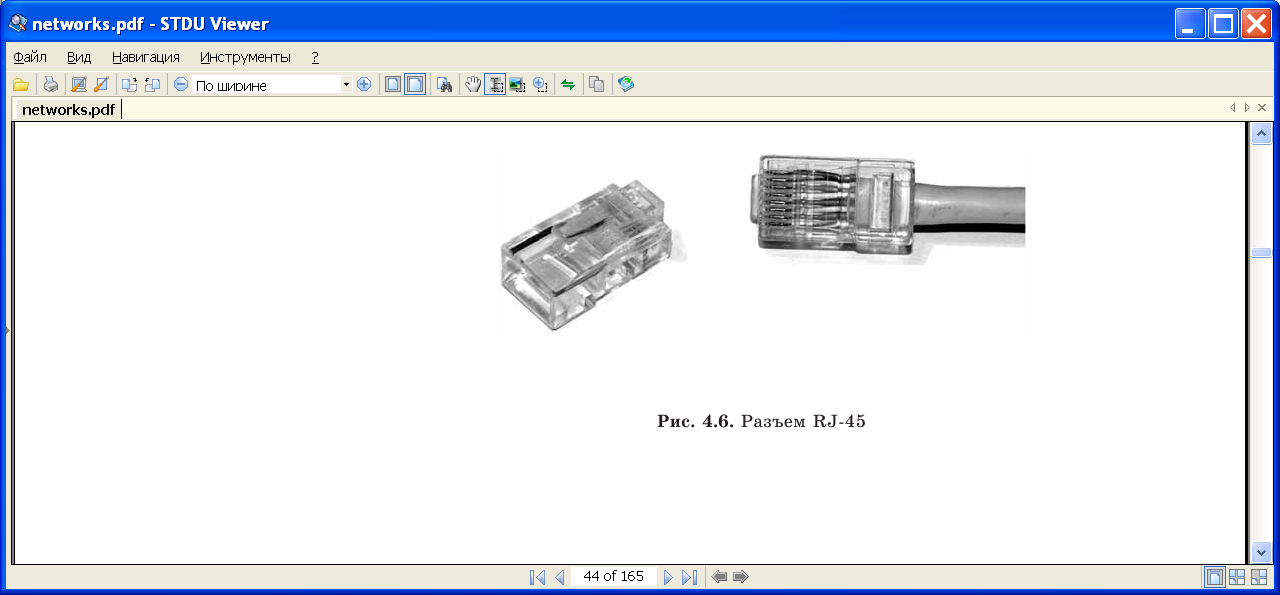 networks.pdf - STDU Viewer
Файл Вид Навигация Инструменты ?
По ширине
networks.pdf
Рис. 4.6. Разъем RJ-45
44 of 165